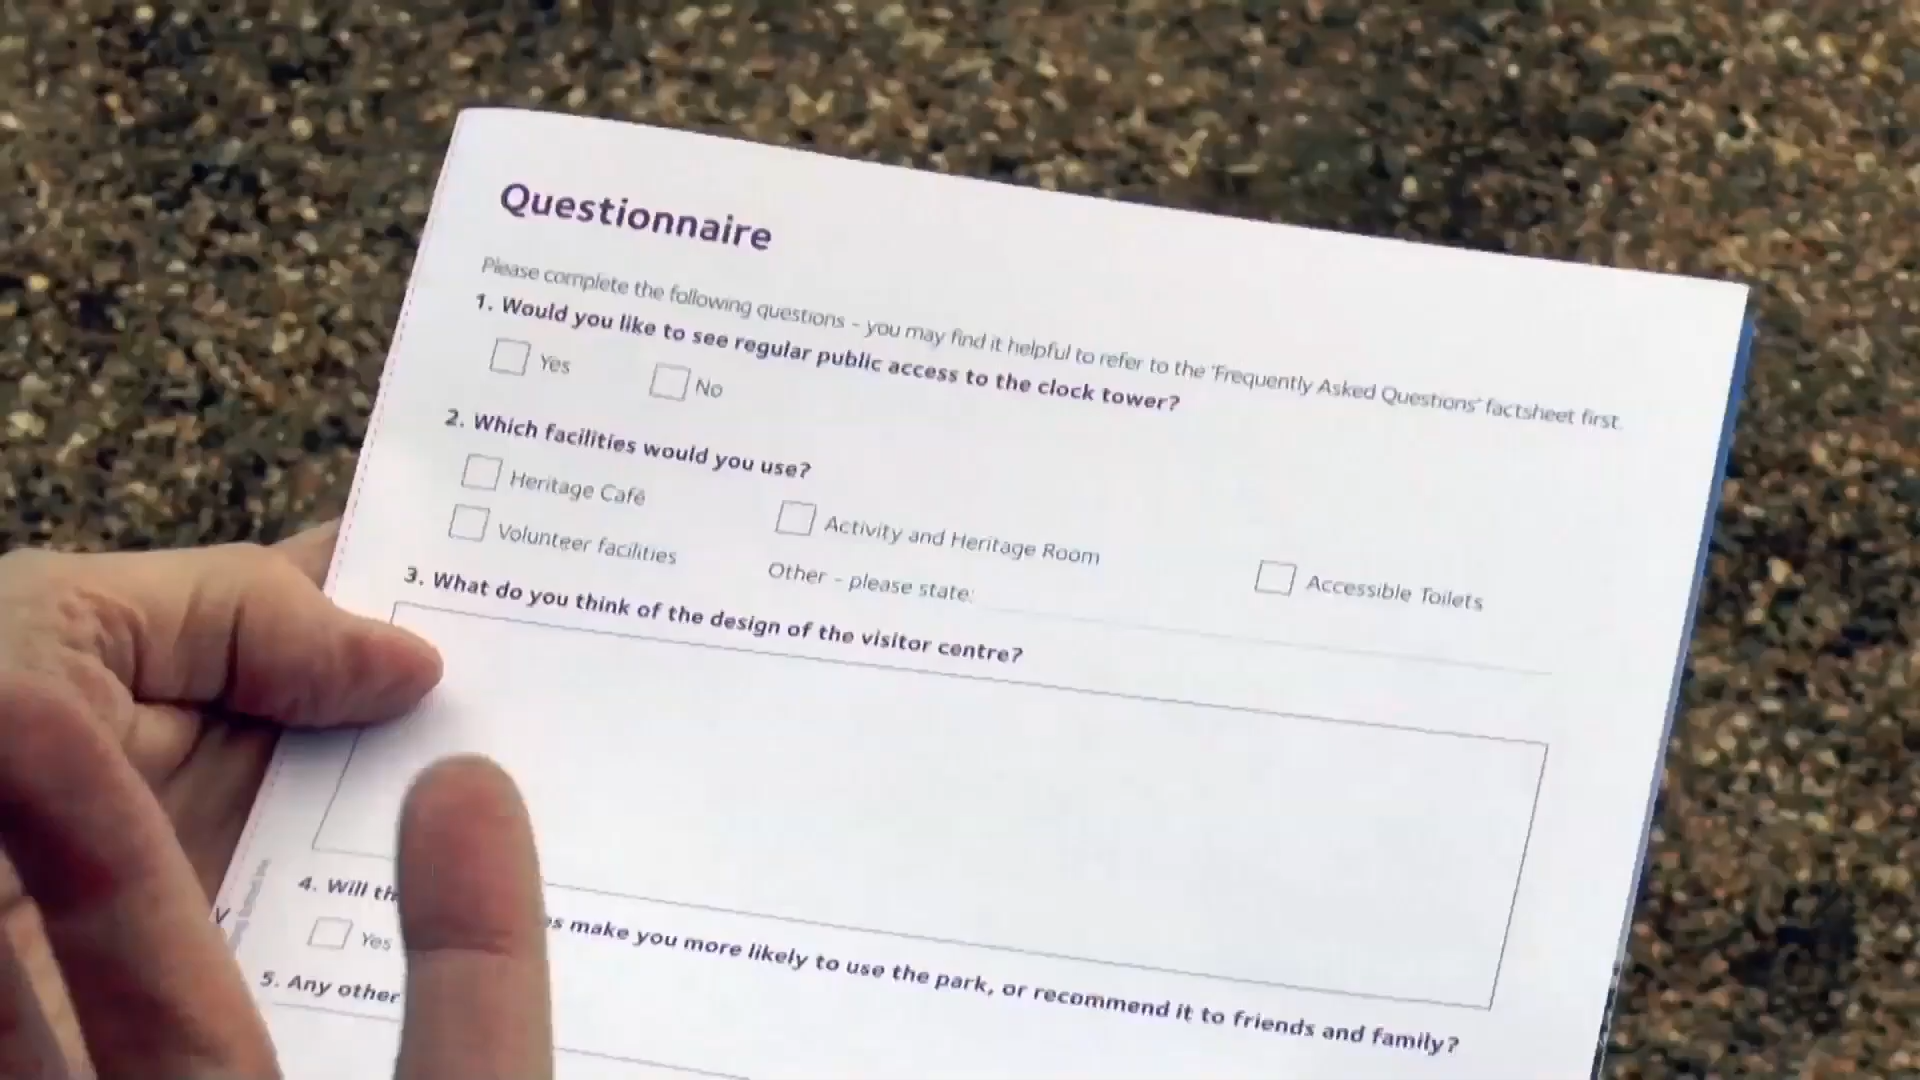 Questionnaire
Please complete the following questions – you may find it helpful to refer to the 'Frequently Asked Questions' factsheet first.
1. Would you like to see regular public access to the clock tower?
Yes No
2. Which facilities would you use?
Heritage Café Activity and Heritage Room Accessible Toilets
Volunteer facilities Other – please state:
3. What do you think of the design of the visitor centre?
4. Will make you more likely to use the park, or recommend it to friends and family?
Yes
5. Any other